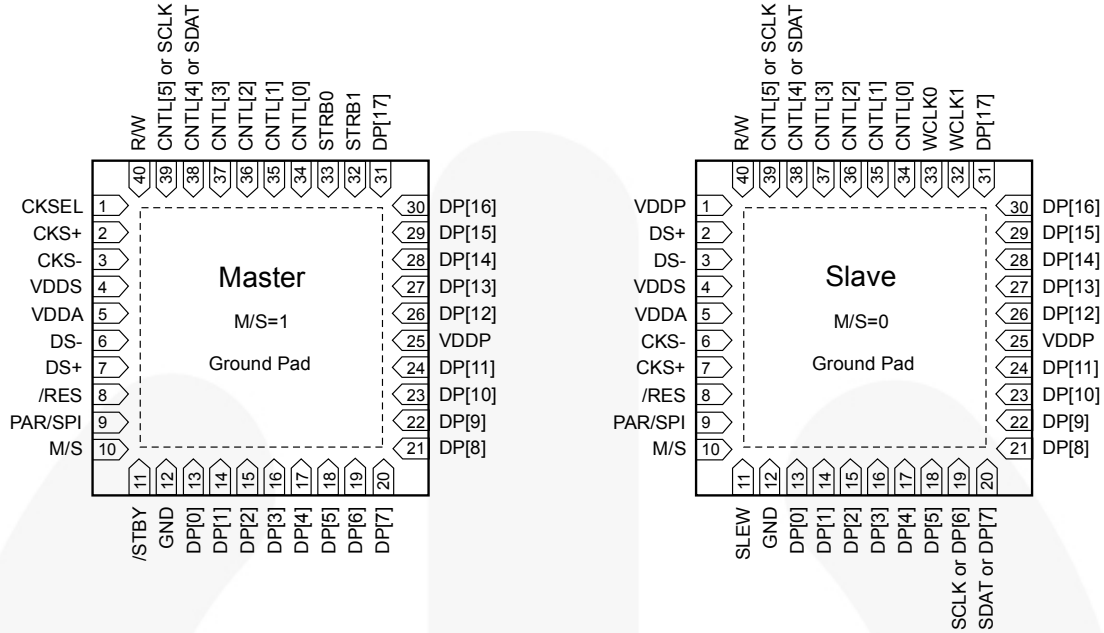 R/W
CNTL[5] or SCLK
CNTL[4] or SDAT
CNTL[3]
CNTL[2]
CNTL[1]
CNTL[0]
STRB0
STRB1
DP[17]
40 39 38 37 36 35 34 33 32 31
CKSEL 1
CKS+ 2
CKS- 3
VDDS 4
VDDA 5
DS- 6
DS+ 7
/RES 8
PAR/SPI 9
M/S 10
Master
M/S=1
Ground Pad
30 DP[16]
29 DP[15]
28 DP[14]
27 DP[13]
26 DP[12]
25 VDDP
24 DP[11]
23 DP[10]
22 DP[9]
21 DP[8]
11 12 13 14 15 16 17 18 19 20
/STBY
GND
DP[0]
DP[1]
DP[2]
DP[3]
DP[4]
DP[5]
DP[6]
DP[7]
R/W
CNTL[5] or SCLK
CNTL[4] or SDAT
CNTL[3]
CNTL[2]
CNTL[1]
CNTL[0]
WCLK0
WCLK1
DP[17]
40 39 38 37 36 35 34 33 32 31
VDDP 1
DS+ 2
DS- 3
VDDS 4
VDDA 5
CKS- 6
CKS+ 7
/RES 8
PAR/SPI 9
M/S 10
Slave
M/S=0
Ground Pad
30 DP[16]
29 DP[15]
28 DP[14]
27 DP[13]
26 DP[12]
25 VDDP
24 DP[11]
23 DP[10]
22 DP[9]
21 DP[8]
11 12 13 14 15 16 17 18 19 20
SLEW
GND
DP[0]
DP[1]
DP[2]
DP[3]
DP[4]
DP[5]
SCLK or DP[6]
SDAT or DP[7]